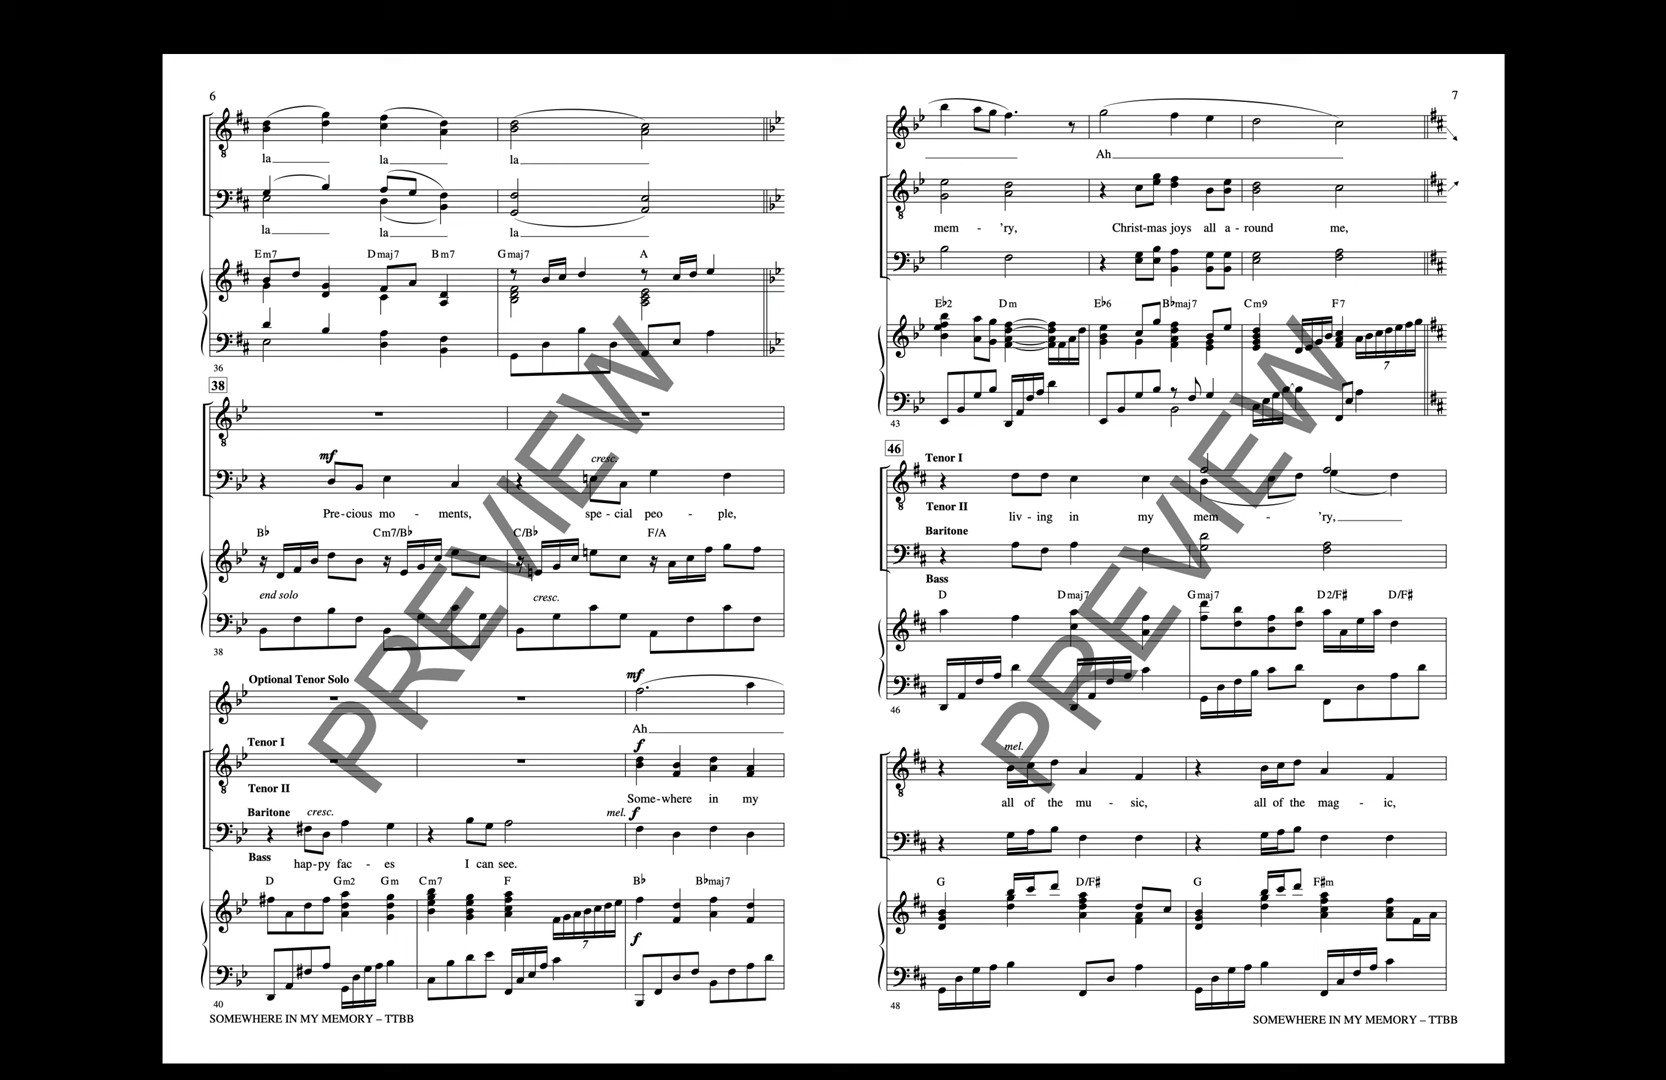 6
la la la
la la la
Em7 Dmaj7 Bm7 Gmaj7 A
36
38
mf cresc.
Pre-cious mo - ments, spe - cial peo - ple,
B♭ Cm7/B♭ C/B♭ F/A
end solo cresc.
38
Optional Tenor Solo mf
Ah
Tenor I f
Tenor II
Some-where in my
Baritone cresc. mel. f
Bass
hap-py fac - es I can see.
D Gm2 Gm Cm7 F B♭ B♭maj7
7 f
40
SOMEWHERE IN MY MEMORY – TTBB
7
Ah
mem - 'ry, Christ-mas joys all a - round me,
E♭2 Dm E♭6 B♭maj7 Cm9 F7
7
43
46
Tenor I
Tenor II
liv - ing in my mem - 'ry,
Baritone
Bass
D Dmaj7 Gmaj7 D2/F♯ D/F♯
46
mel.
all of the mu - sic, all of the mag - ic,
G D/F♯ G F♯m
48
SOMEWHERE IN MY MEMORY – TTBB
PREVIEW
PREVIEW